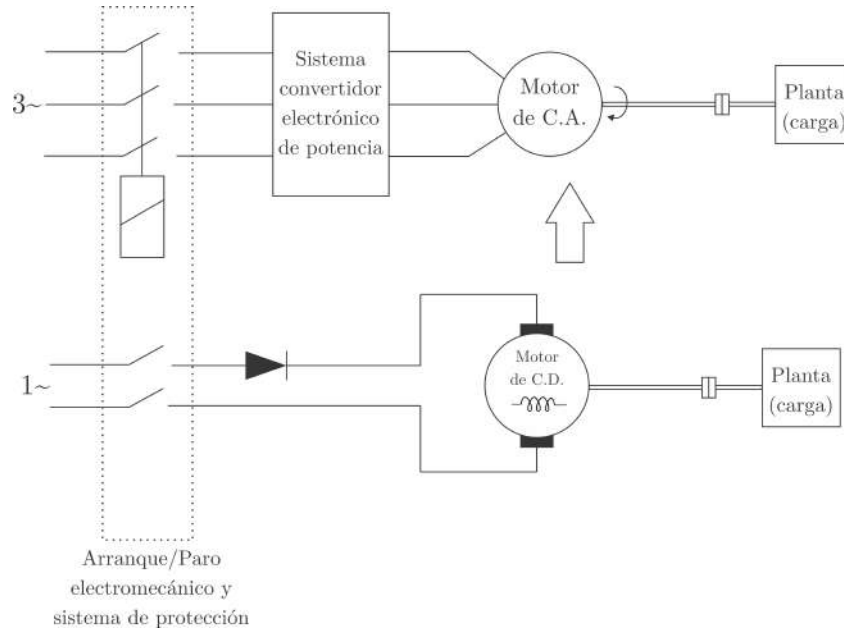 3~
Sistema
convertidor
electrónico
de potencia
Motor
de C.A.
Planta
(carga)
1~
Motor
de C.D.
Planta
(carga)
Arranque/Paro
electromecánico y
sistema de protección